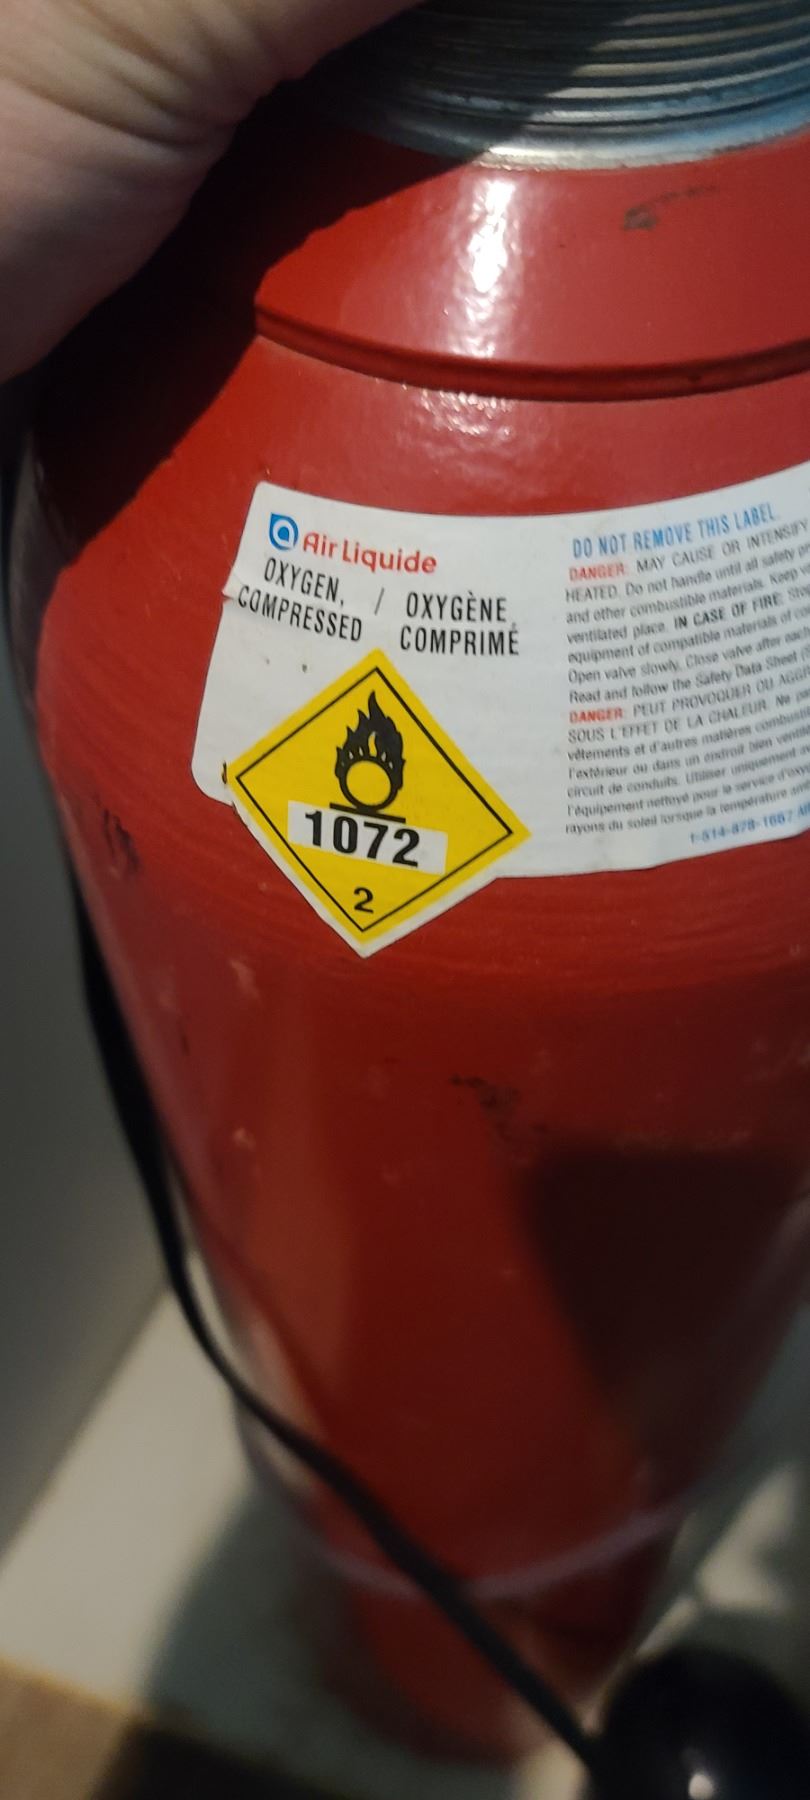 Air Liquide
OXYGEN, COMPRESSED / OXYGÈNE COMPRIMÉ
1072
2
DO NOT REMOVE THIS LABEL.
DANGER: MAY CAUSE OR INTENSIFY
HEATED. Do not handle until all safety
and other combustible materials. Keep
ventilated place. IN CASE OF FIRE:
equipment of compatible materials of
Open valve slowly. Close valve after each
Read and follow the Safety Data Sheet
DANGER: PEUT PROVOQUER OU
SOUS L'EFFET DE LA CHALEUR. Ne
vêtements et d'autres matières
l'extérieur ou dans un endroit bien
circuit de conduits. Utiliser uniquement
l'équipement nettoyé pour le service
rayons du soleil lorsque la température